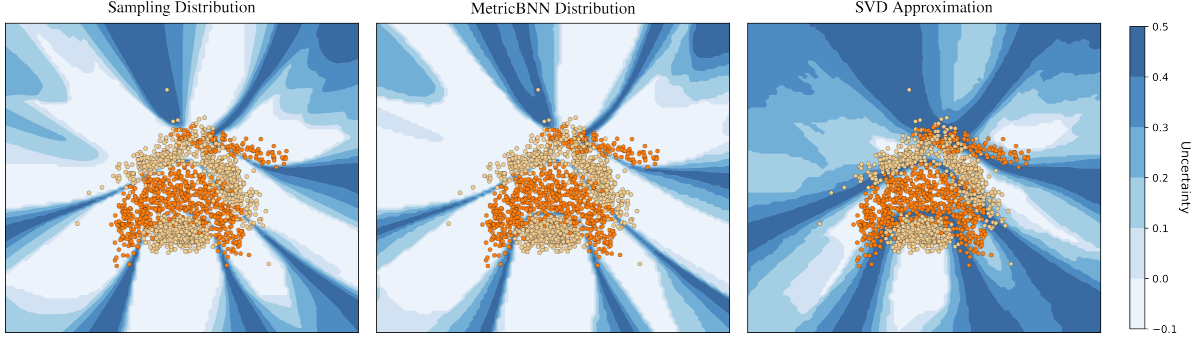 Sampling Distribution
MetricBNN Distribution
SVD Approximation
0.5
0.4
0.3
0.2
0.1
0.0
−0.1
Uncertainty